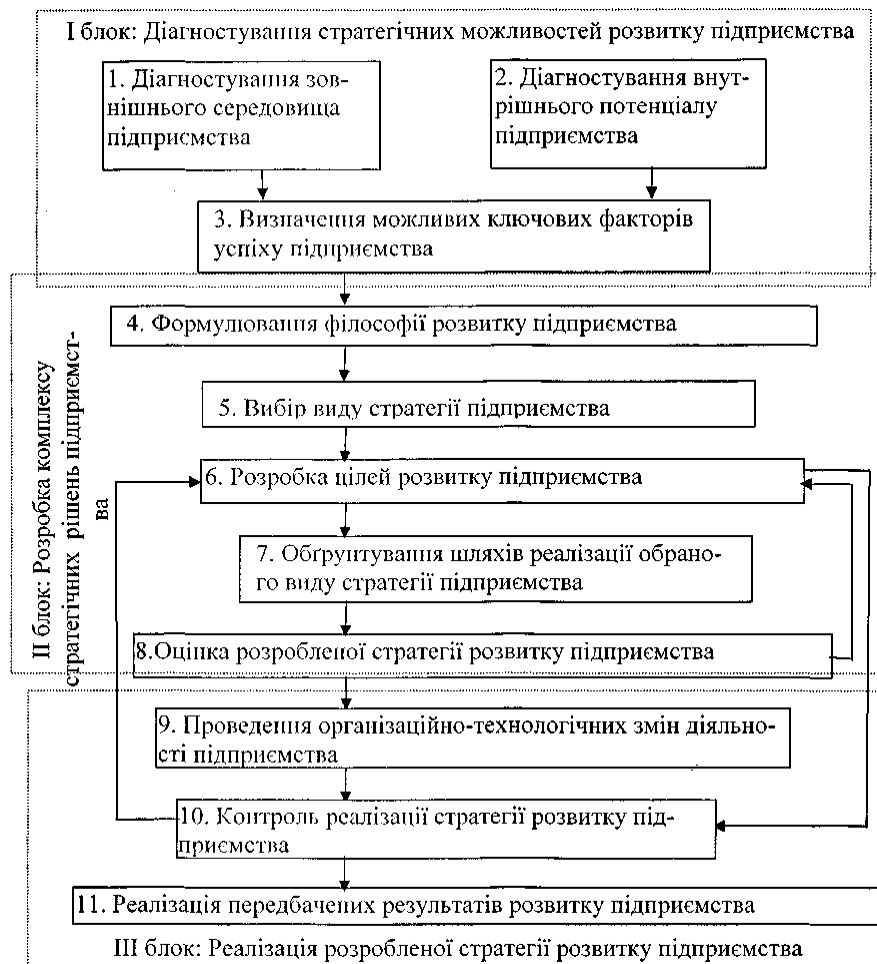 І блок: Діагностування стратегічних можливостей розвитку підприємства
1. Діагностування зов-
нішнього середовища
підприємства
2. Діагностування внут-
рішнього потенціалу
підприємства
3. Визначення можливих ключових факторів
успіху підприємства
ІІ блок: Розробка комплексу
стратегічних рішень підприємст-
ва
4. Формулювання філософії розвитку підприємства
5. Вибір виду стратегії підприємства
6. Розробка цілей розвитку підприємства
7. Обґрунтування шляхів реалізації обрано-
го виду стратегії підприємства
8.Оцінка розробленої стратегії розвитку підприємства
9. Проведення організаційно-технологічних змін діяльно-
сті підприємства
10. Контроль реалізації стратегії розвитку під-
приємства
11. Реалізація передбачених результатів розвитку підприємства
ІІІ блок: Реалізація розробленої стратегії розвитку підприємства